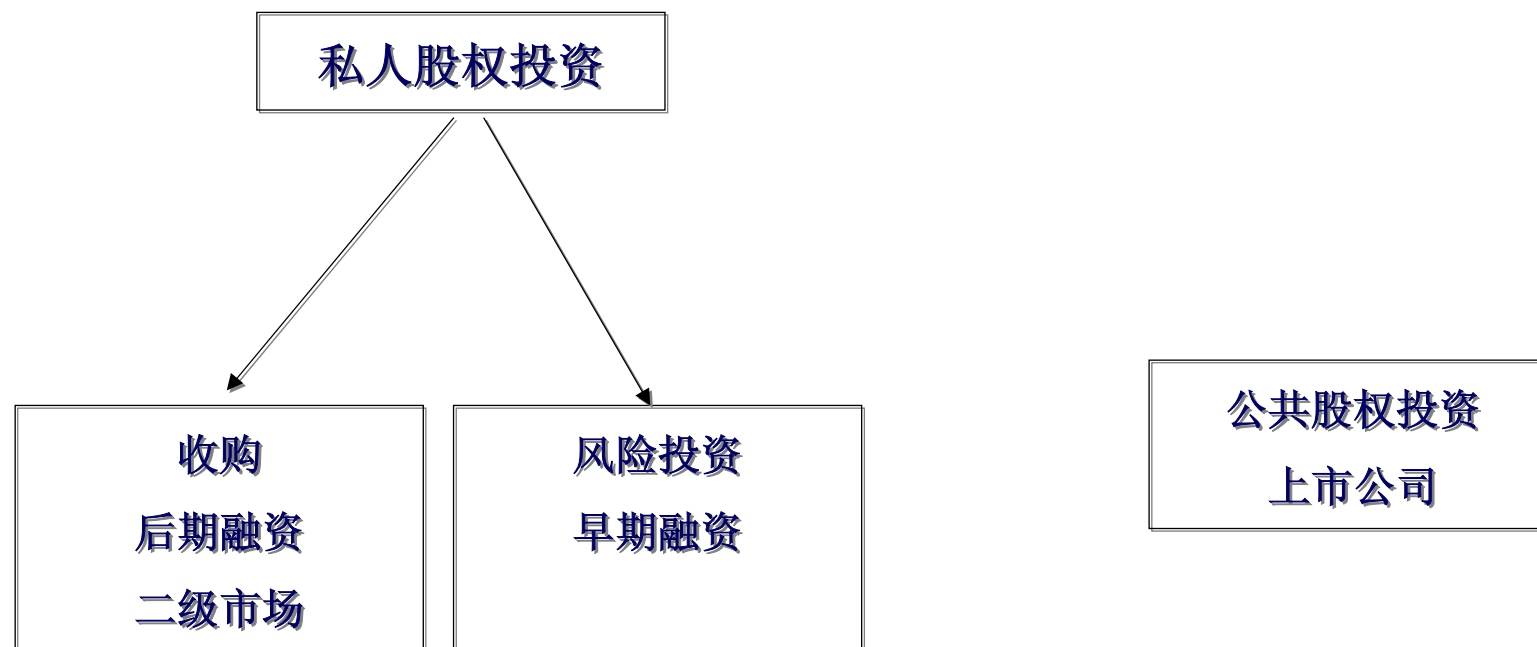 私人股权投资
收购
后期融资
二级市场
风险投资
早期融资
公共股权投资
上市公司